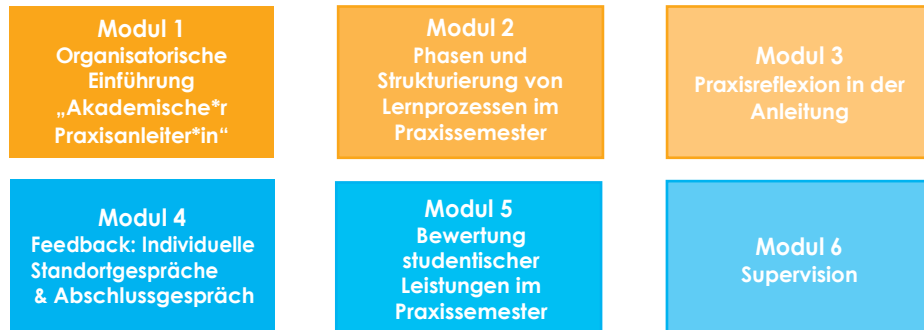 Modul 1
Organisatorische
Einführung
„Akademische*r
Praxisanleiter*in“
Modul 2
Phasen und
Strukturierung von
Lernprozessen im
Praxissemester
Modul 3
Praxisreflexion in der
Anleitung
Modul 4
Feedback: Individuelle
Standortgespräche
& Abschlussgespräch
Modul 5
Bewertung
studentischer
Leistungen im
Praxissemester
Modul 6
Supervision